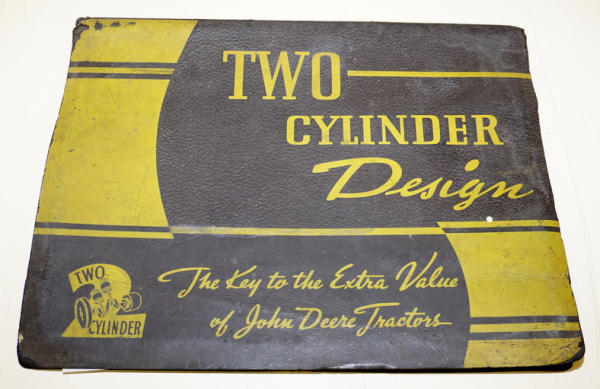 TWO
CYLINDER
Design
The Key to the Extra Value
of John Deere Tractors
TWO
CYLINDER